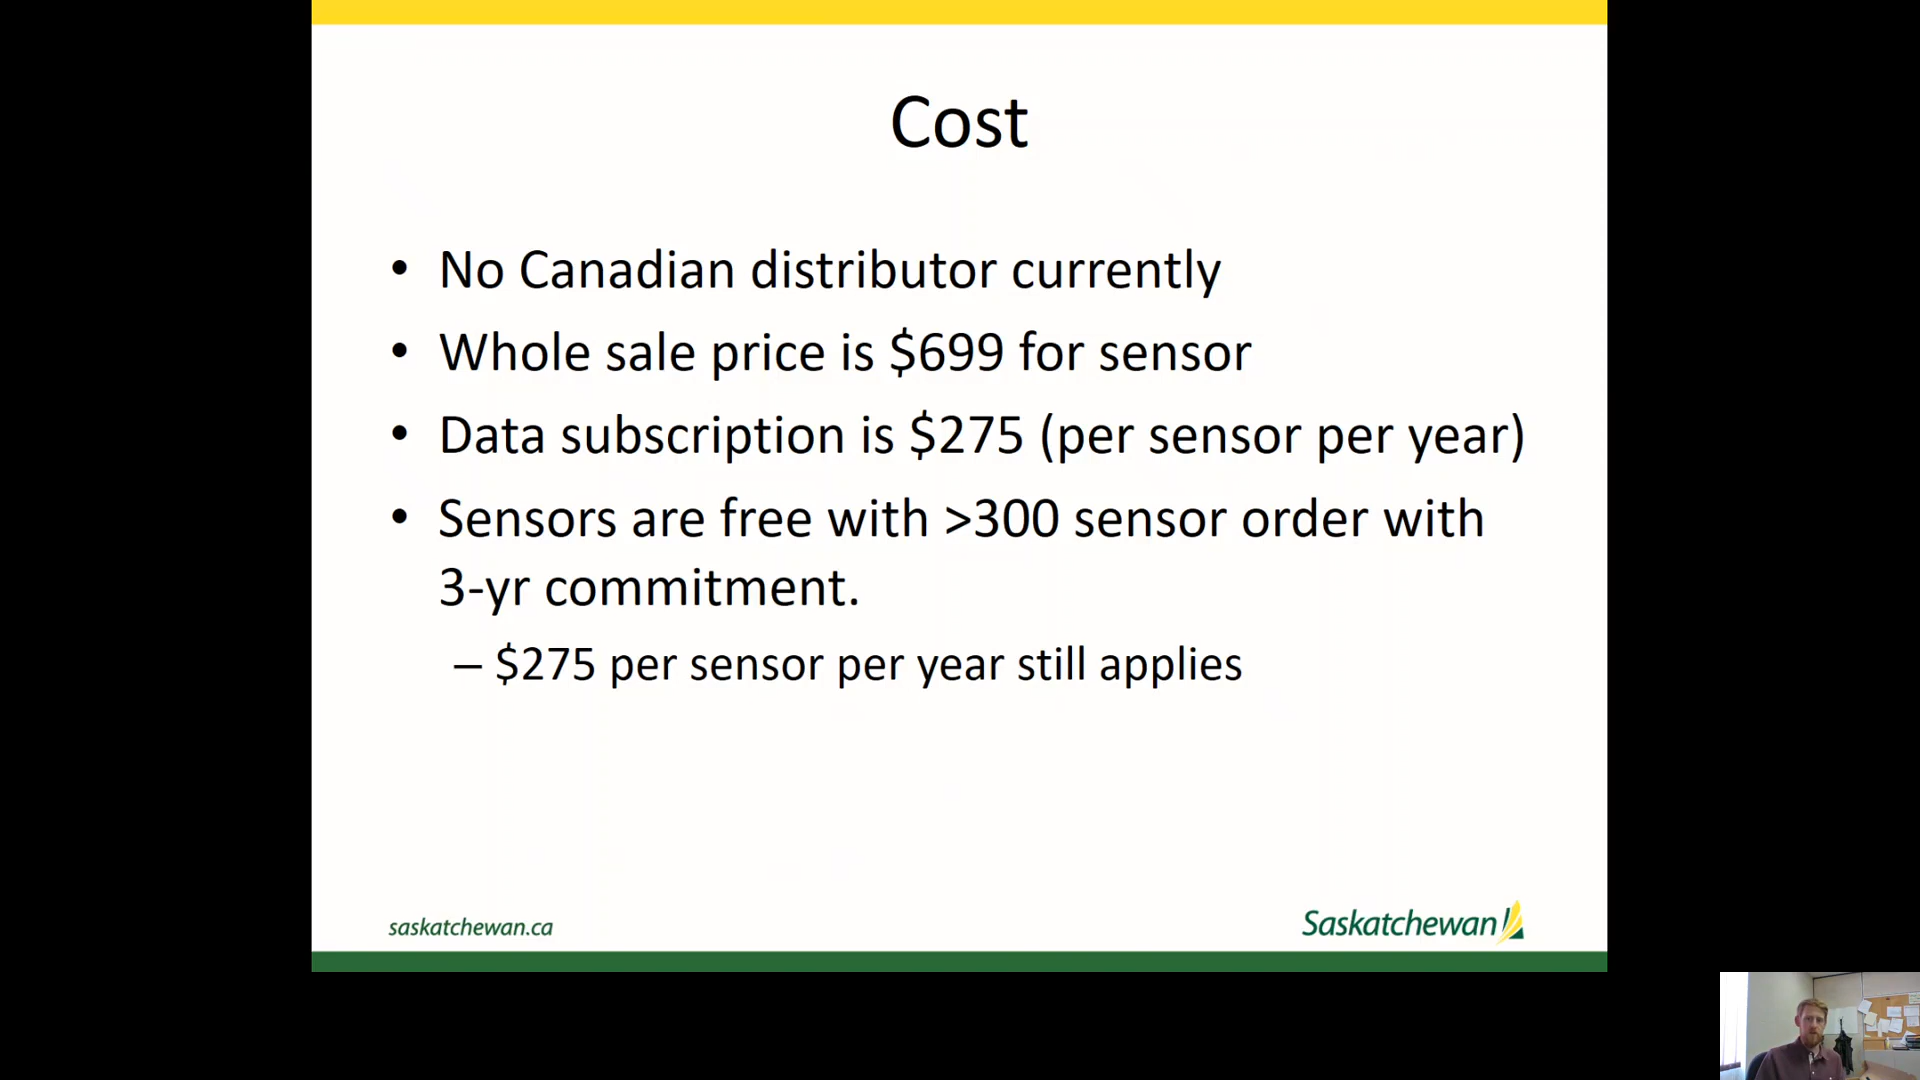 Cost
• No Canadian distributor currently
• Whole sale price is $699 for sensor
• Data subscription is $275 (per sensor per year)
• Sensors are free with >300 sensor order with
3-yr commitment.
– $275 per sensor per year still applies
saskatchewan.ca
Saskatchewan